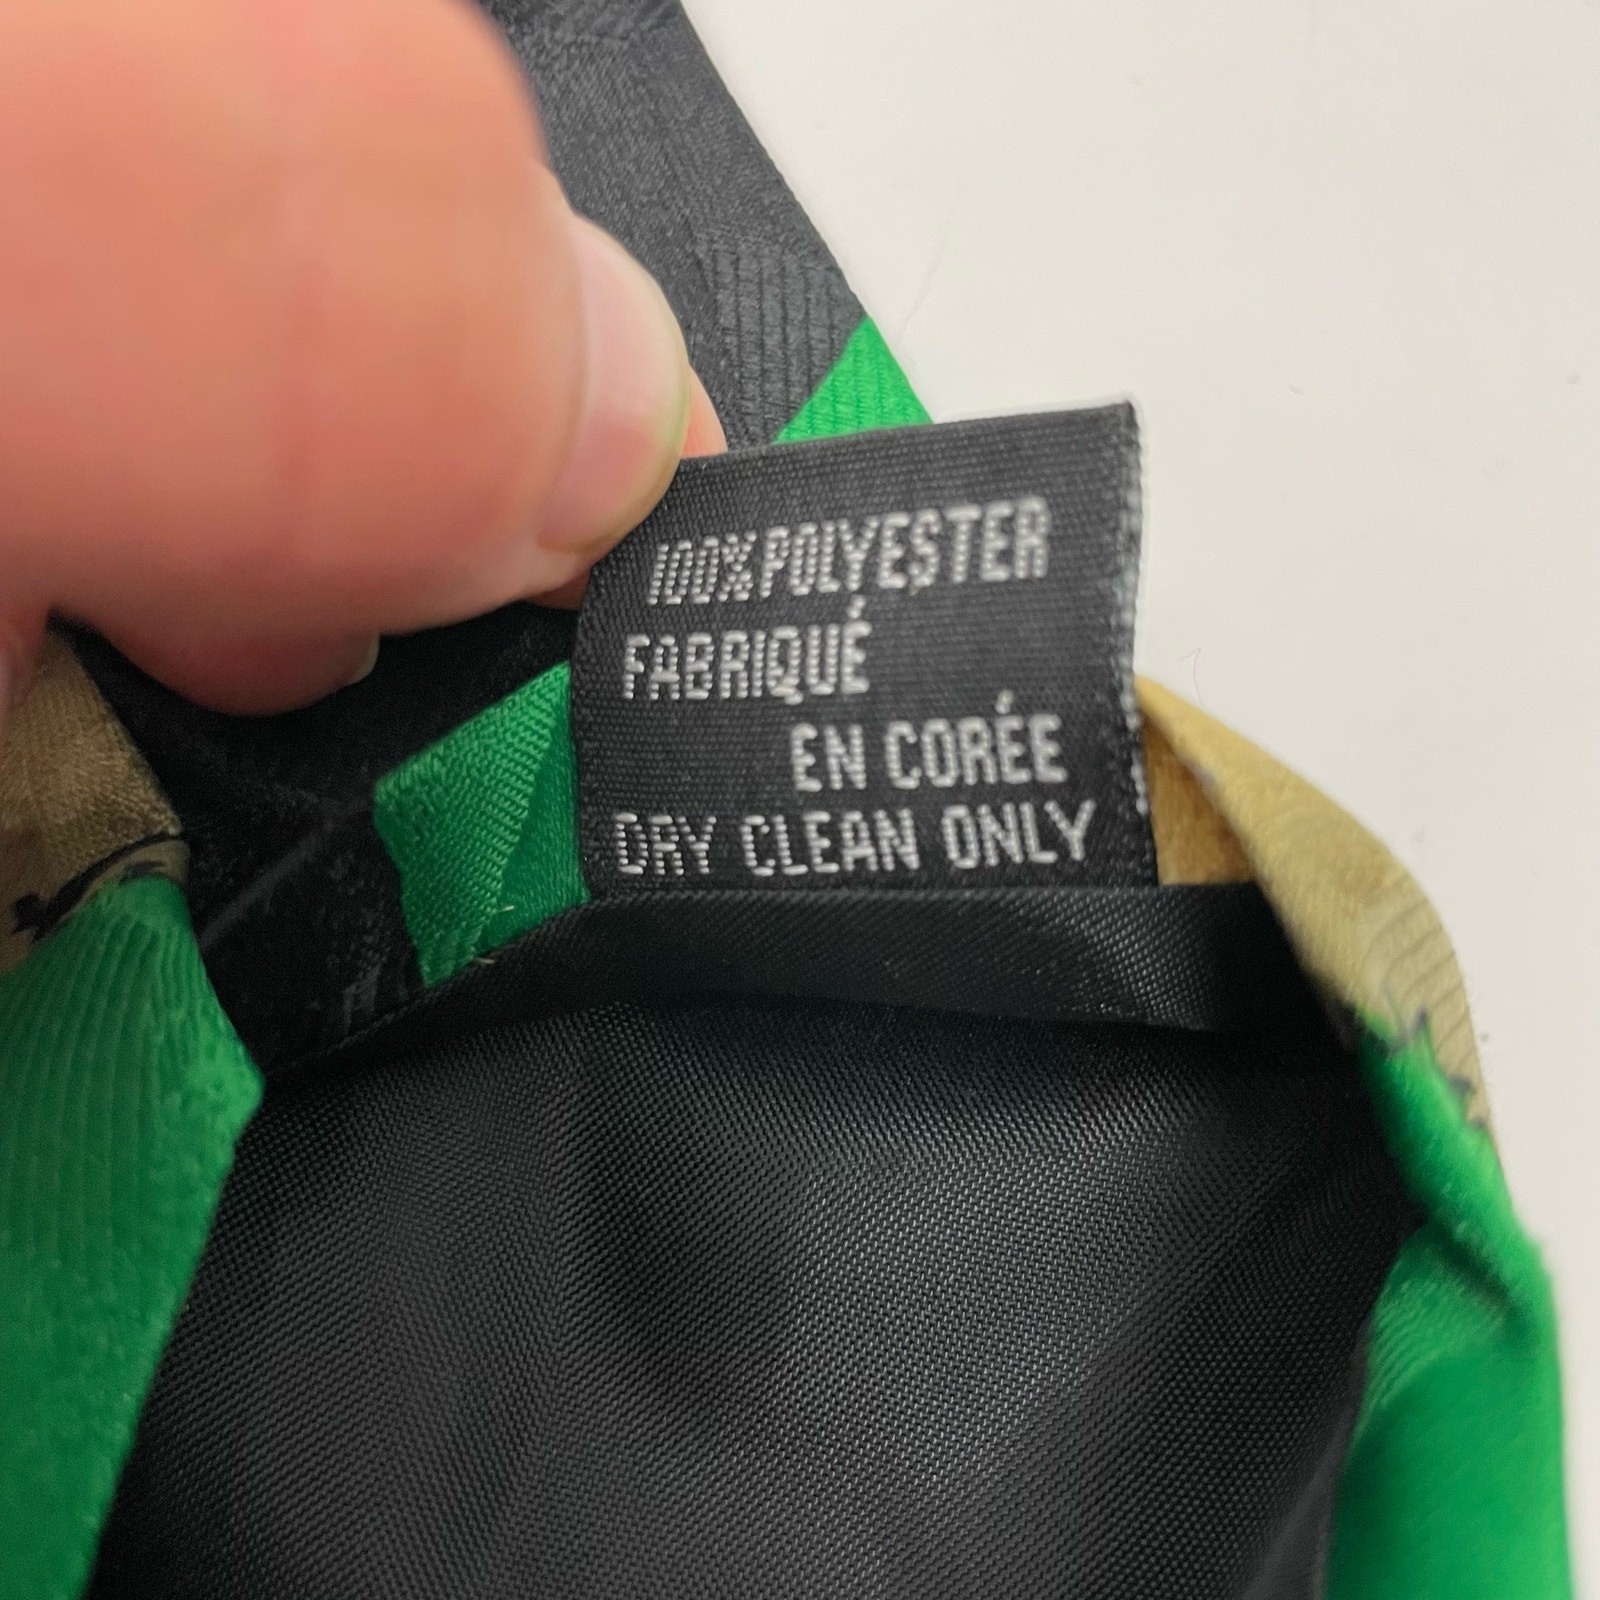 100% POLYESTER
FABRIQUÉ
EN CORÉE
DRY CLEAN ONLY